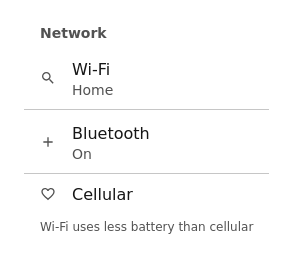 Network
Wi-Fi
Home
Bluetooth
On
Cellular
Wi-Fi uses less battery than cellular